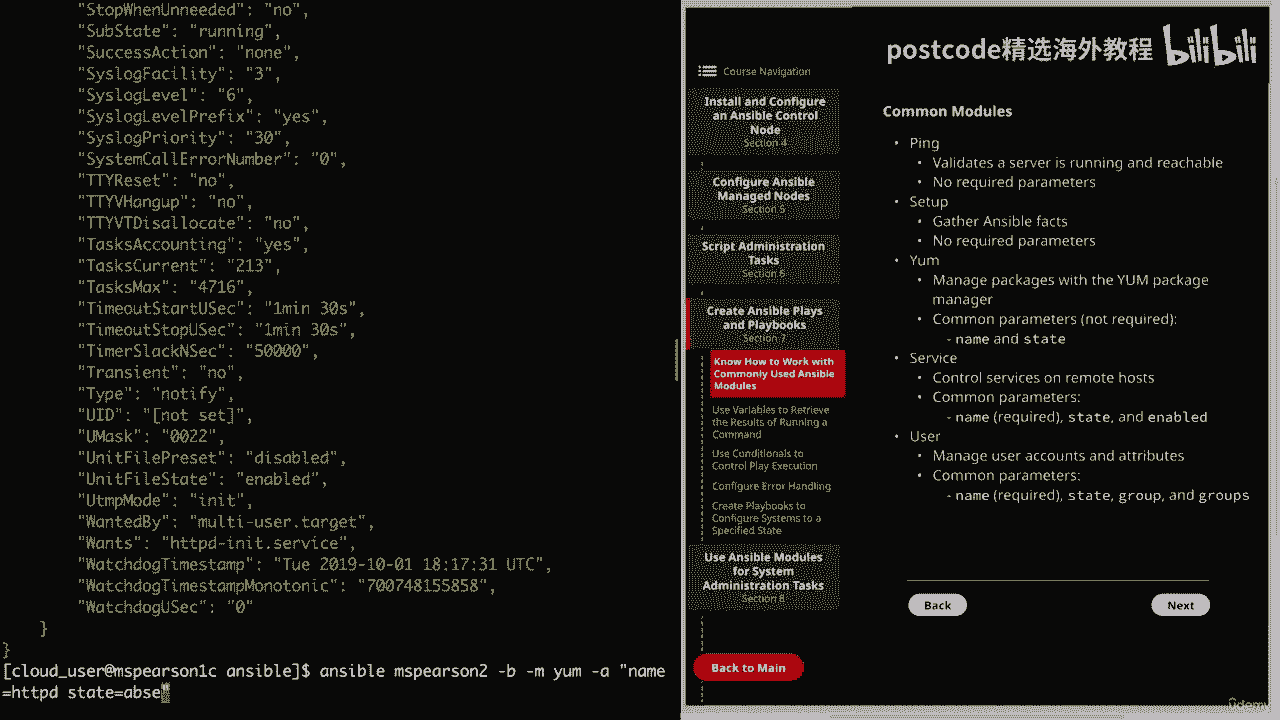 "StopWhenUnneeded": "no",
"SubState": "running",
"SuccessAction": "none",
"SyslogFacility": "3",
"SyslogLevel": "6",
"SyslogLevelPrefix": "yes",
"SyslogPriority": "30",
"SystemCallErrorNumber": "0",
"TTYReset": "no",
"TTYVHangup": "no",
"TTYVTDisallocate": "no",
"TasksAccounting": "yes",
"TasksCurrent": "213",
"TasksMax": "4716",
"TimeoutStartUSec": "1min 30s",
"TimeoutStopUSec": "1min 30s",
"TimerSlackNSec": "50000",
"Transient": "no",
"Type": "notify",
"UID": "[not set]",
"UMask": "0022",
"UnitFilePreset": "disabled",
"UnitFileState": "enabled",
"UtmpMode": "init",
"WantedBy": "multi-user.target",
"Wants": "httpd-init.service",
"WatchdogTimestamp": "Tue 2019-10-01 18:17:31 UTC",
"WatchdogTimestampMonotonic": "700748155858",
"WatchdogUSec": "0"
}
}
[cloud_user@mspearson1c ansible]$ ansible mspearson2 -b -m yum -a "name
=httpd state=abse"
postcode精选海外教程 bilibili
Course Navigation
Install and Configure
an Ansible Control
Node
Section 4
Configure Ansible
Managed Nodes
Section 5
Script Administration
Tasks
Section 6
Create Ansible Plays
and Playbooks
Section 7
Know How to Work with
Commonly Used Ansible
Modules
Use Variables to Retrieve
the Results of Running a
Command
Use Conditionals to
Control Play Execution
Configure Error Handling
Create Playbooks to
Configure Systems to a
Specified State
Use Ansible Modules
for System
Administration Tasks
Section 8
Back to Main
Common Modules
• Ping
• Validates a server is running and reachable
• No required parameters
• Setup
• Gather Ansible facts
• No required parameters
• Yum
• Manage packages with the YUM package
manager
• Common parameters (not required):
- name and state
• Service
• Control services on remote hosts
• Common parameters:
- name (required), state, and enabled
• User
• Manage user accounts and attributes
• Common parameters:
- name (required), state, group, and groups
Back
Next
udemy